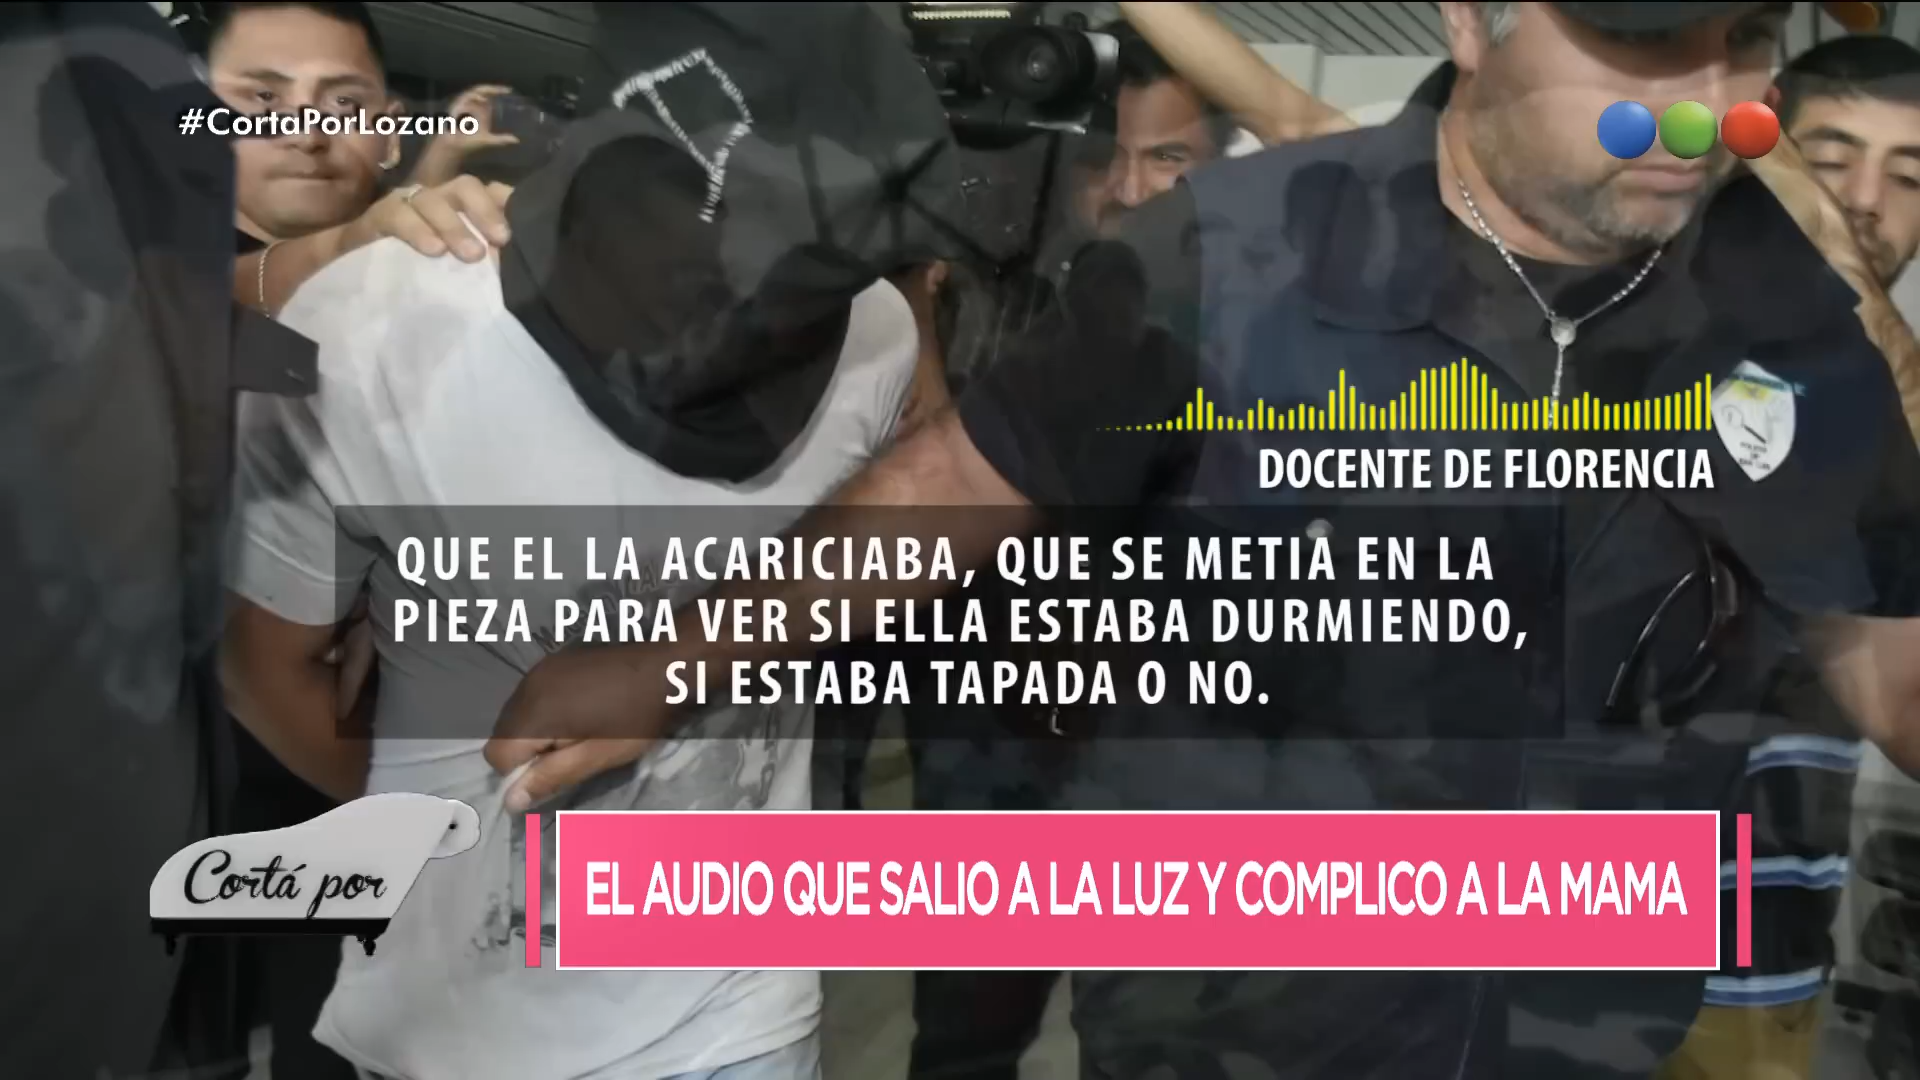 #CortaPorLozano
DOCENTE DE FLORENCIA
QUE EL LA ACARICIABA, QUE SE METIA EN LA
PIEZA PARA VER SI ELLA ESTABA DURMIENDO,
SI ESTABA TAPADA O NO.
Cortá por
EL AUDIO QUE SALIO A LA LUZ Y COMPLICO A LA MAMA